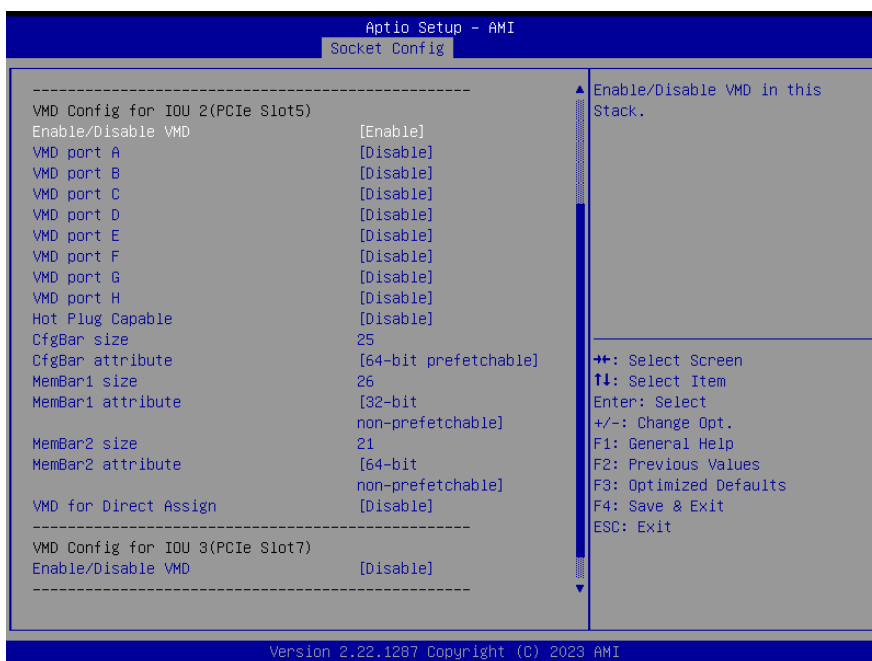 Aptio Setup – AMI
Socket Config
--------------------------------------------------
VMD Config for IOU 2(PCIe Slot5)
Enable/Disable VMD [Enable]
VMD port A [Disable]
VMD port B [Disable]
VMD port C [Disable]
VMD port D [Disable]
VMD port E [Disable]
VMD port F [Disable]
VMD port G [Disable]
VMD port H [Disable]
Hot Plug Capable [Disable]
CfgBar size 25
CfgBar attribute [64-bit prefetchable]
MemBar1 size 26
MemBar1 attribute [32-bit
non-prefetchable]
MemBar2 size 21
MemBar2 attribute [64-bit
non-prefetchable]
VMD for Direct Assign [Disable]
--------------------------------------------------
VMD Config for IOU 3(PCIe Slot7)
Enable/Disable VMD [Disable]
--------------------------------------------------
Enable/Disable VMD in this
Stack.
→←: Select Screen
↑↓: Select Item
Enter: Select
+/-: Change Opt.
F1: General Help
F2: Previous Values
F3: Optimized Defaults
F4: Save & Exit
ESC: Exit
Version 2.22.1287 Copyright (C) 2023 AMI